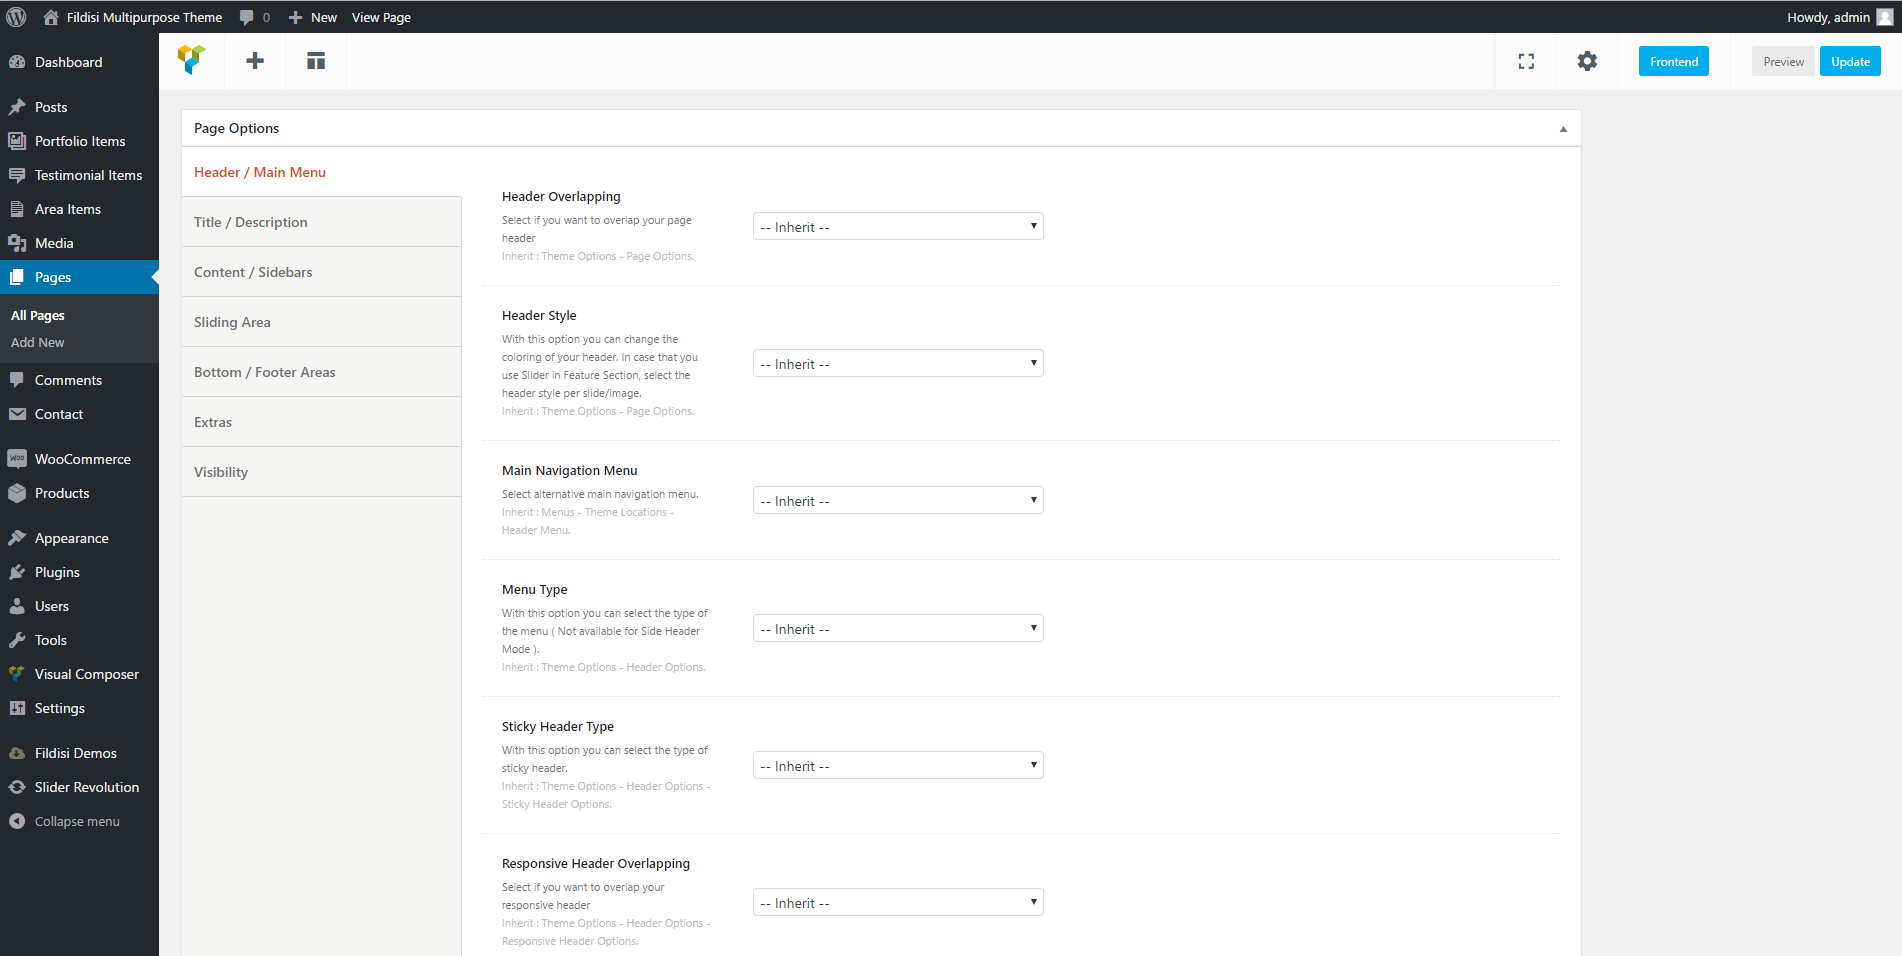 Fildisi Multipurpose Theme 0 New View Page Howdy, admin
Dashboard
Posts
Portfolio Items
Testimonial Items
Area Items
Media
Pages
All Pages
Add New
Comments
Contact
WOO WooCommerce
Products
Appearance
Plugins
Users
Tools
Visual Composer
Settings
Fildisi Demos
Slider Revolution
Collapse menu
Frontend Preview Update
Page Options
Header / Main Menu
Title / Description
Content / Sidebars
Sliding Area
Bottom / Footer Areas
Extras
Visibility
Header Overlapping
Select if you want to overlap your page
header
Inherit : Theme Options - Page Options.
-- Inherit --
Header Style
With this option you can change the
coloring of your header. In case that you
use Slider in Feature Section, select the
header style per slide/image.
Inherit : Theme Options - Page Options.
-- Inherit --
Main Navigation Menu
Select alternative main navigation menu.
Inherit : Menus - Theme Locations -
Header Menu.
-- Inherit --
Menu Type
With this option you can select the type of
the menu ( Not available for Side Header
Mode ).
Inherit : Theme Options - Header Options.
-- Inherit --
Sticky Header Type
With this option you can select the type of
sticky header.
Inherit : Theme Options - Header Options -
Sticky Header Options.
-- Inherit --
Responsive Header Overlapping
Select if you want to overlap your
responsive header
Inherit : Theme Options - Header Options -
Responsive Header Options.
-- Inherit --